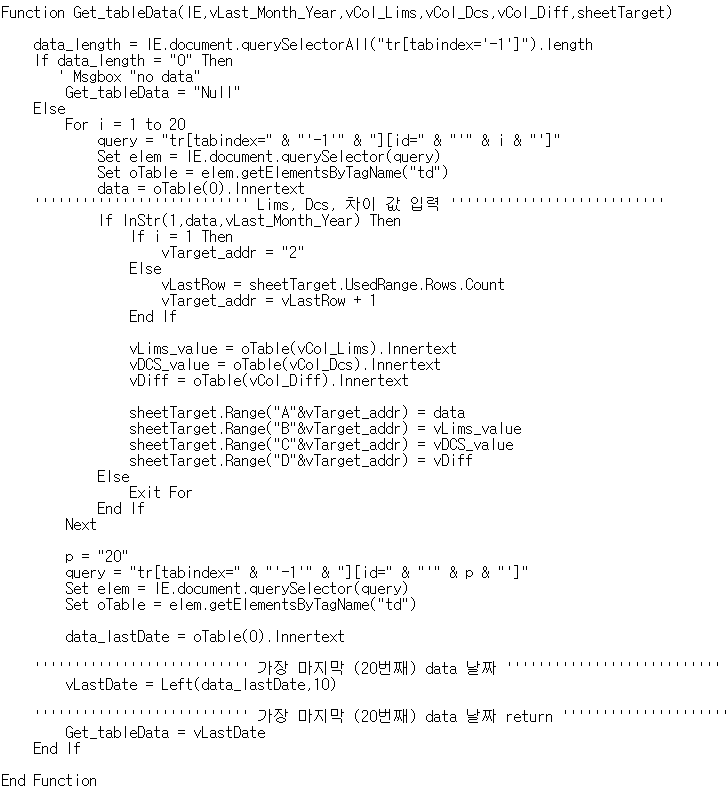 Function Get_tableData(IE,vLast_Month_Year,vCol_Lims,vCol_Dcs,vCol_Diff,sheetTarget)
data_length = IE.document.querySelectorAll("tr[tabindex='-1']").length
If data_length = "0" Then
' Msgbox "no data"
Get_tableData = "Null"
Else
For i = 1 to 20
query = "tr[tabindex=" & "'-1'" & "][id=" & "'" & i & "']"
Set elem = IE.document.querySelector(query)
Set oTable = elem.getElementsByTagName("td")
data = oTable(0).Innertext
''''''''''''''''''''''''''' Lims, Dcs, 차이 값 입력 '''''''''''''''''''''''''''
If InStr(1,data,vLast_Month_Year) Then
If i = 1 Then
vTarget_addr = "2"
Else
vLastRow = sheetTarget.UsedRange.Rows.Count
vTarget_addr = vLastRow + 1
End If
vLims_value = oTable(vCol_Lims).Innertext
vDCS_value = oTable(vCol_Dcs).Innertext
vDiff = oTable(vCol_Diff).Innertext
sheetTarget.Range("A"&vTarget_addr) = data
sheetTarget.Range("B"&vTarget_addr) = vLims_value
sheetTarget.Range("C"&vTarget_addr) = vDCS_value
sheetTarget.Range("D"&vTarget_addr) = vDiff
Else
Exit For
End If
Next
p = "20"
query = "tr[tabindex=" & "'-1'" & "][id=" & "'" & p & "']"
Set elem = IE.document.querySelector(query)
Set oTable = elem.getElementsByTagName("td")
data_lastDate = oTable(0).Innertext
''''''''''''''''''''''''''' 가장 마지막 (20번째) data 날짜 '''''''''''''''''''''''''''
vLastDate = Left(data_lastDate,10)
''''''''''''''''''''''''''' 가장 마지막 (20번째) data 날짜 return '''''''''''''''''''''
Get_tableData = vLastDate
End If
End Function